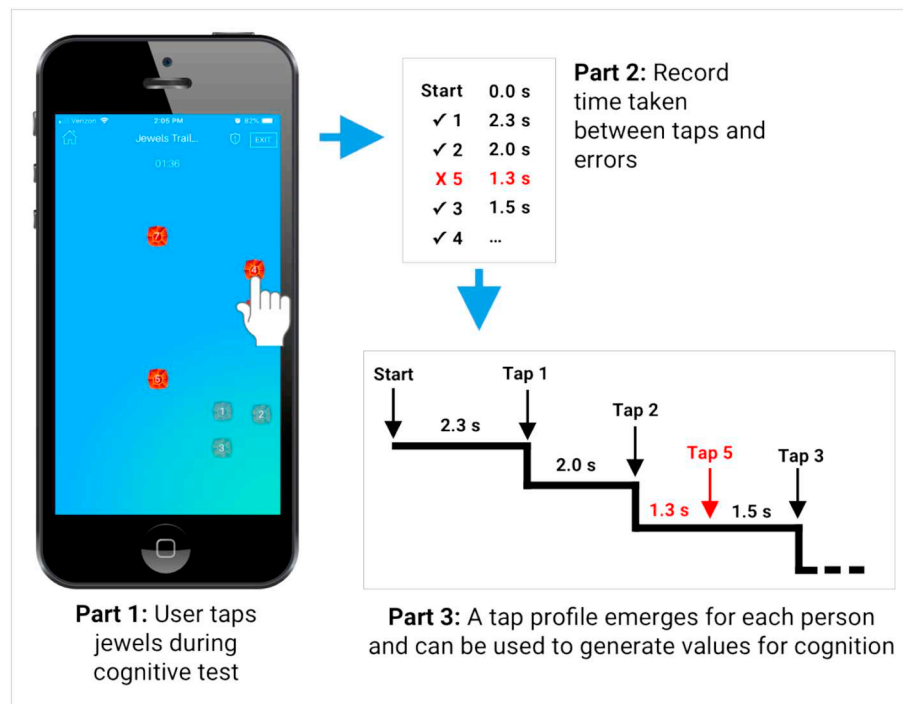 Verizon 2:05 PM 82%
Jewels Trail... EXIT
01:36
7
4
5
1 2
3
Part 1: User taps
jewels during
cognitive test
Start 0.0 s
✓ 1 2.3 s
✓ 2 2.0 s
X 5 1.3 s
✓ 3 1.5 s
✓ 4 ...
Part 2: Record
time taken
between taps and
errors
Start Tap 1
2.3 s
Tap 2
2.0 s
Tap 5 Tap 3
1.3 s 1.5 s
Part 3: A tap profile emerges for each person
and can be used to generate values for cognition